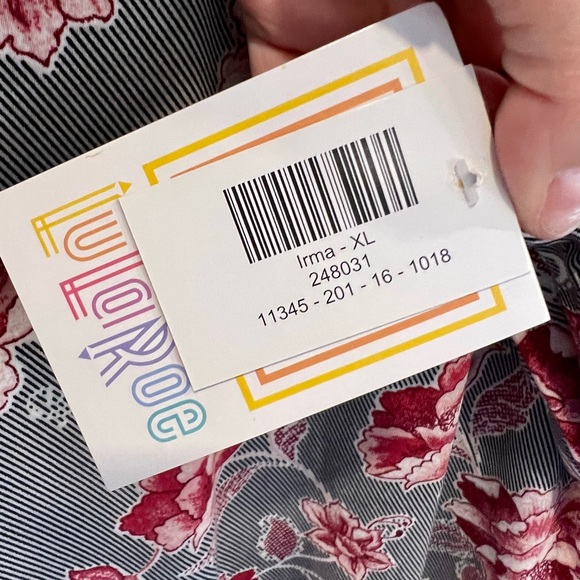 LuLaRoe
Irma - XL
248031
11345 - 201 - 16 - 1018